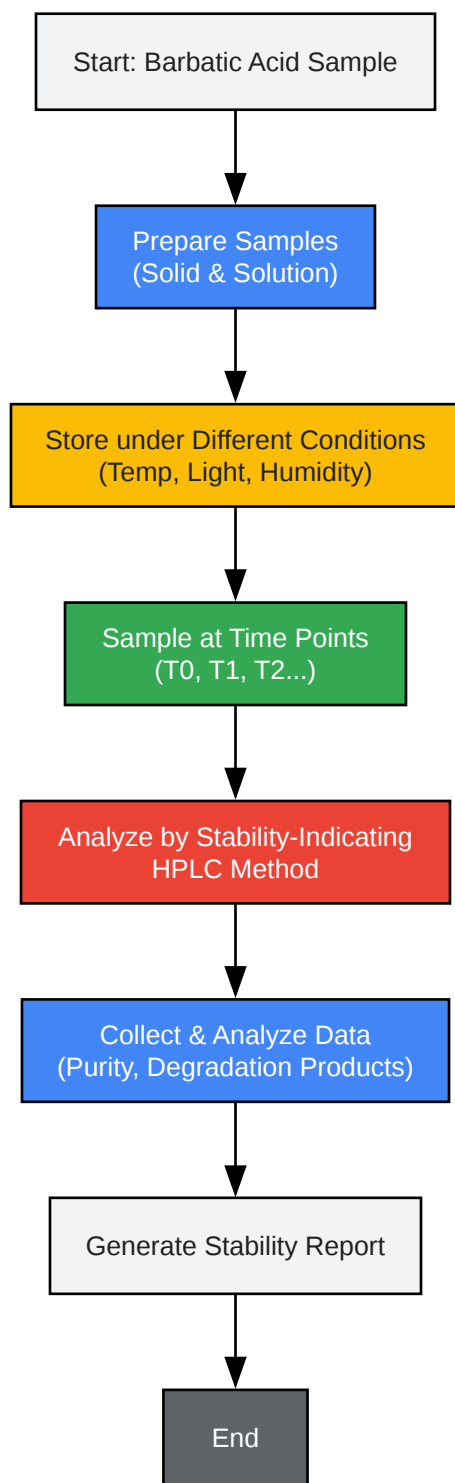 Start: Barbatic Acid Sample
Prepare Samples
(Solid & Solution)
Store under Different Conditions
(Temp, Light, Humidity)
Sample at Time Points
(T0, T1, T2...)
Analyze by Stability-Indicating
HPLC Method
Collect & Analyze Data
(Purity, Degradation Products)
Generate Stability Report
End